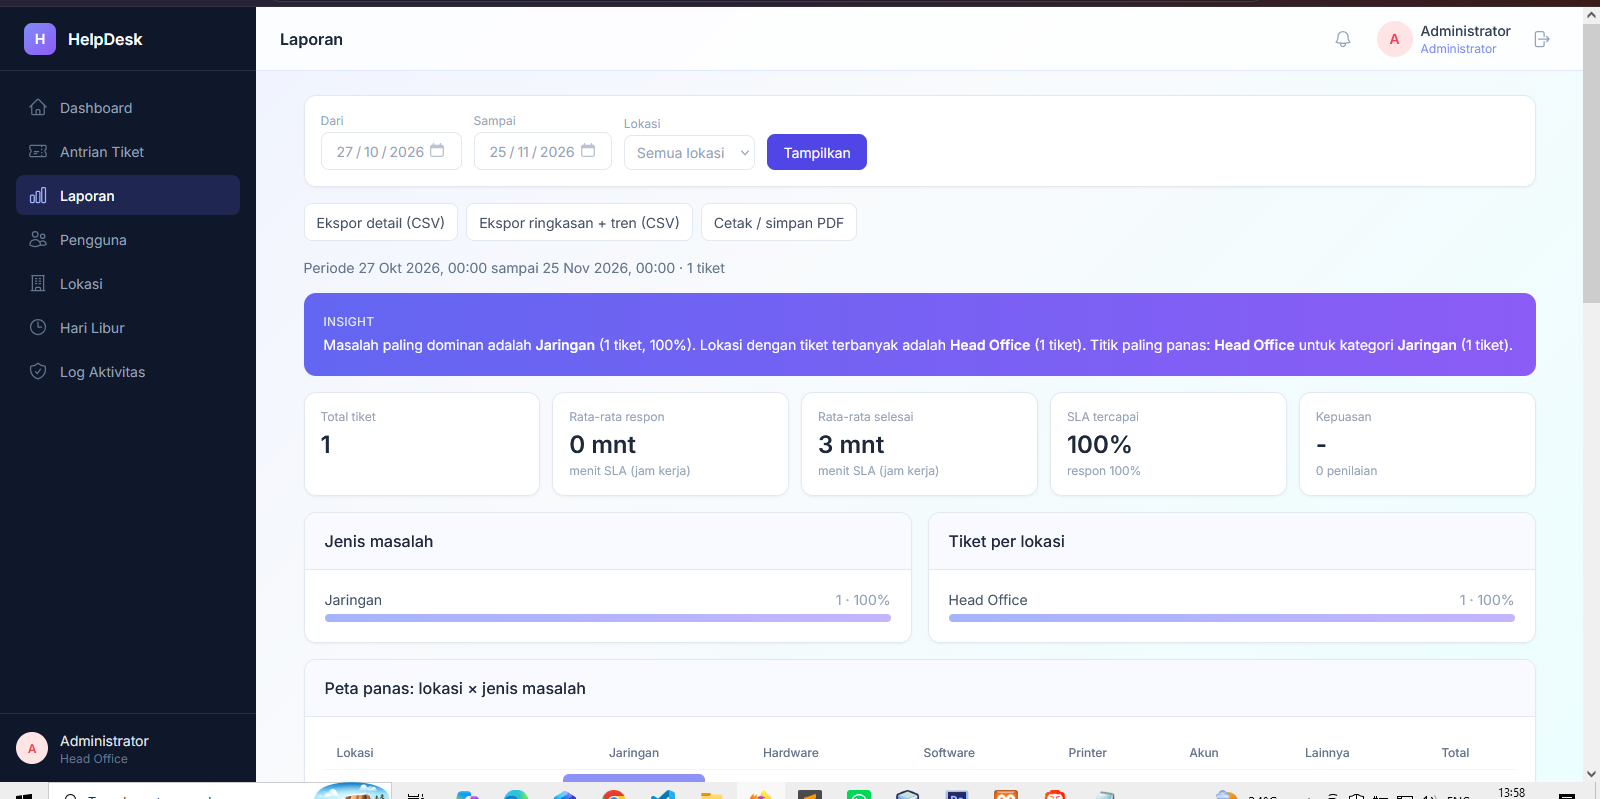 H HelpDesk
Laporan
A Administrator
Administrator
Dashboard
Antrian Tiket
Laporan
Pengguna
Lokasi
Hari Libur
Log Aktivitas
Dari Sampai Lokasi
27 / 10 / 2026 25 / 11 / 2026 Semua lokasi Tampilkan
Ekspor detail (CSV) Ekspor ringkasan + tren (CSV) Cetak / simpan PDF
Periode 27 Okt 2026, 00:00 sampai 25 Nov 2026, 00:00 · 1 tiket
INSIGHT
Masalah paling dominan adalah Jaringan (1 tiket, 100%). Lokasi dengan tiket terbanyak adalah Head Office (1 tiket). Titik paling panas: Head Office untuk kategori Jaringan (1 tiket).
Total tiket
1
Rata-rata respon
0 mnt
menit SLA (jam kerja)
Rata-rata selesai
3 mnt
menit SLA (jam kerja)
SLA tercapai
100%
respon 100%
Kepuasan
-
0 penilaian
Jenis masalah
Jaringan 1 · 100%
Tiket per lokasi
Head Office 1 · 100%
Peta panas: lokasi × jenis masalah
Lokasi Jaringan Hardware Software Printer Akun Lainnya Total
A Administrator
Head Office
13:58